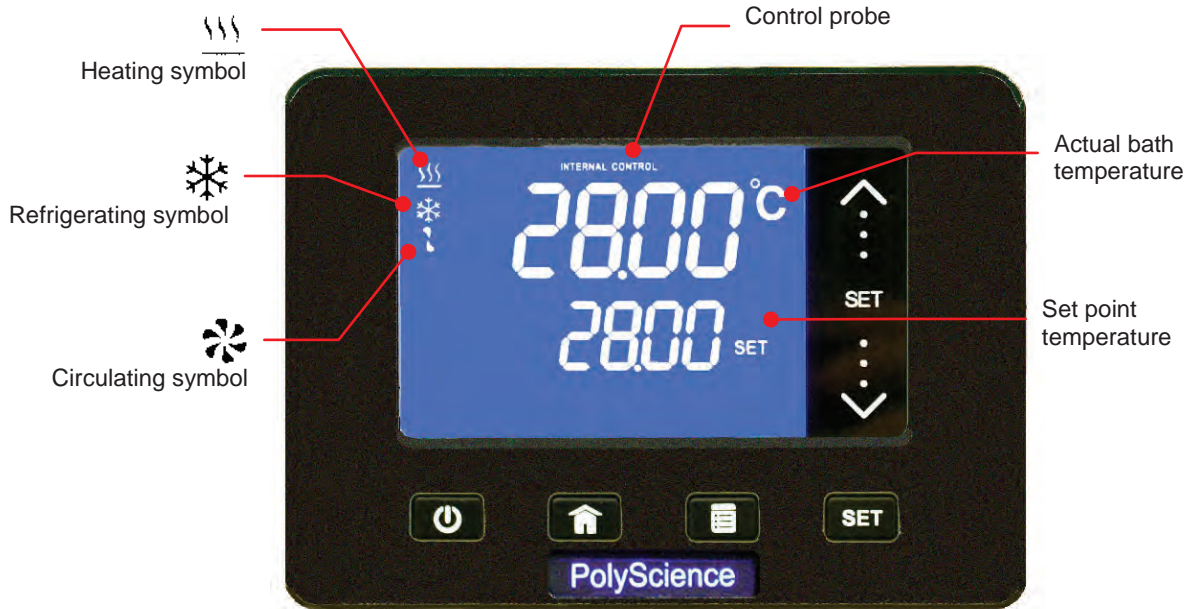 Control probe
Heating symbol
Refrigerating symbol
Circulating symbol
INTERNAL CONTROL
28.00°C
28.00 SET
SET
Actual bath
temperature
Set point
temperature
SET
PolyScience